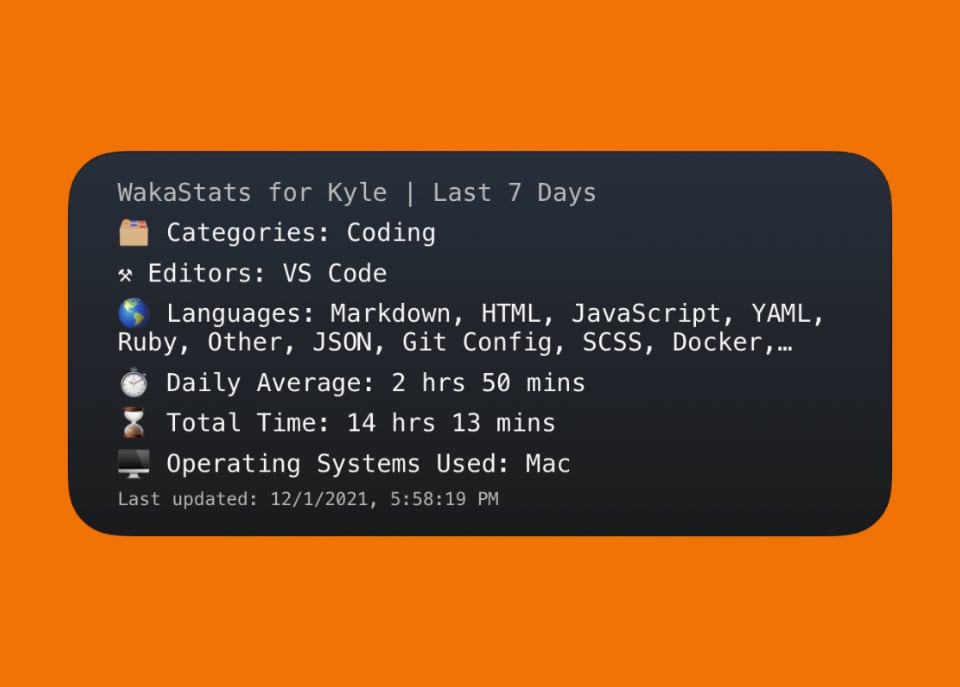 WakaStats for Kyle | Last 7 Days
🗂️ Categories: Coding
⚒ Editors: VS Code
🌎 Languages: Markdown, HTML, JavaScript, YAML,
Ruby, Other, JSON, Git Config, SCSS, Docker,…
⏱️ Daily Average: 2 hrs 50 mins
⏳ Total Time: 14 hrs 13 mins
🖥️ Operating Systems Used: Mac
Last updated: 12/1/2021, 5:58:19 PM